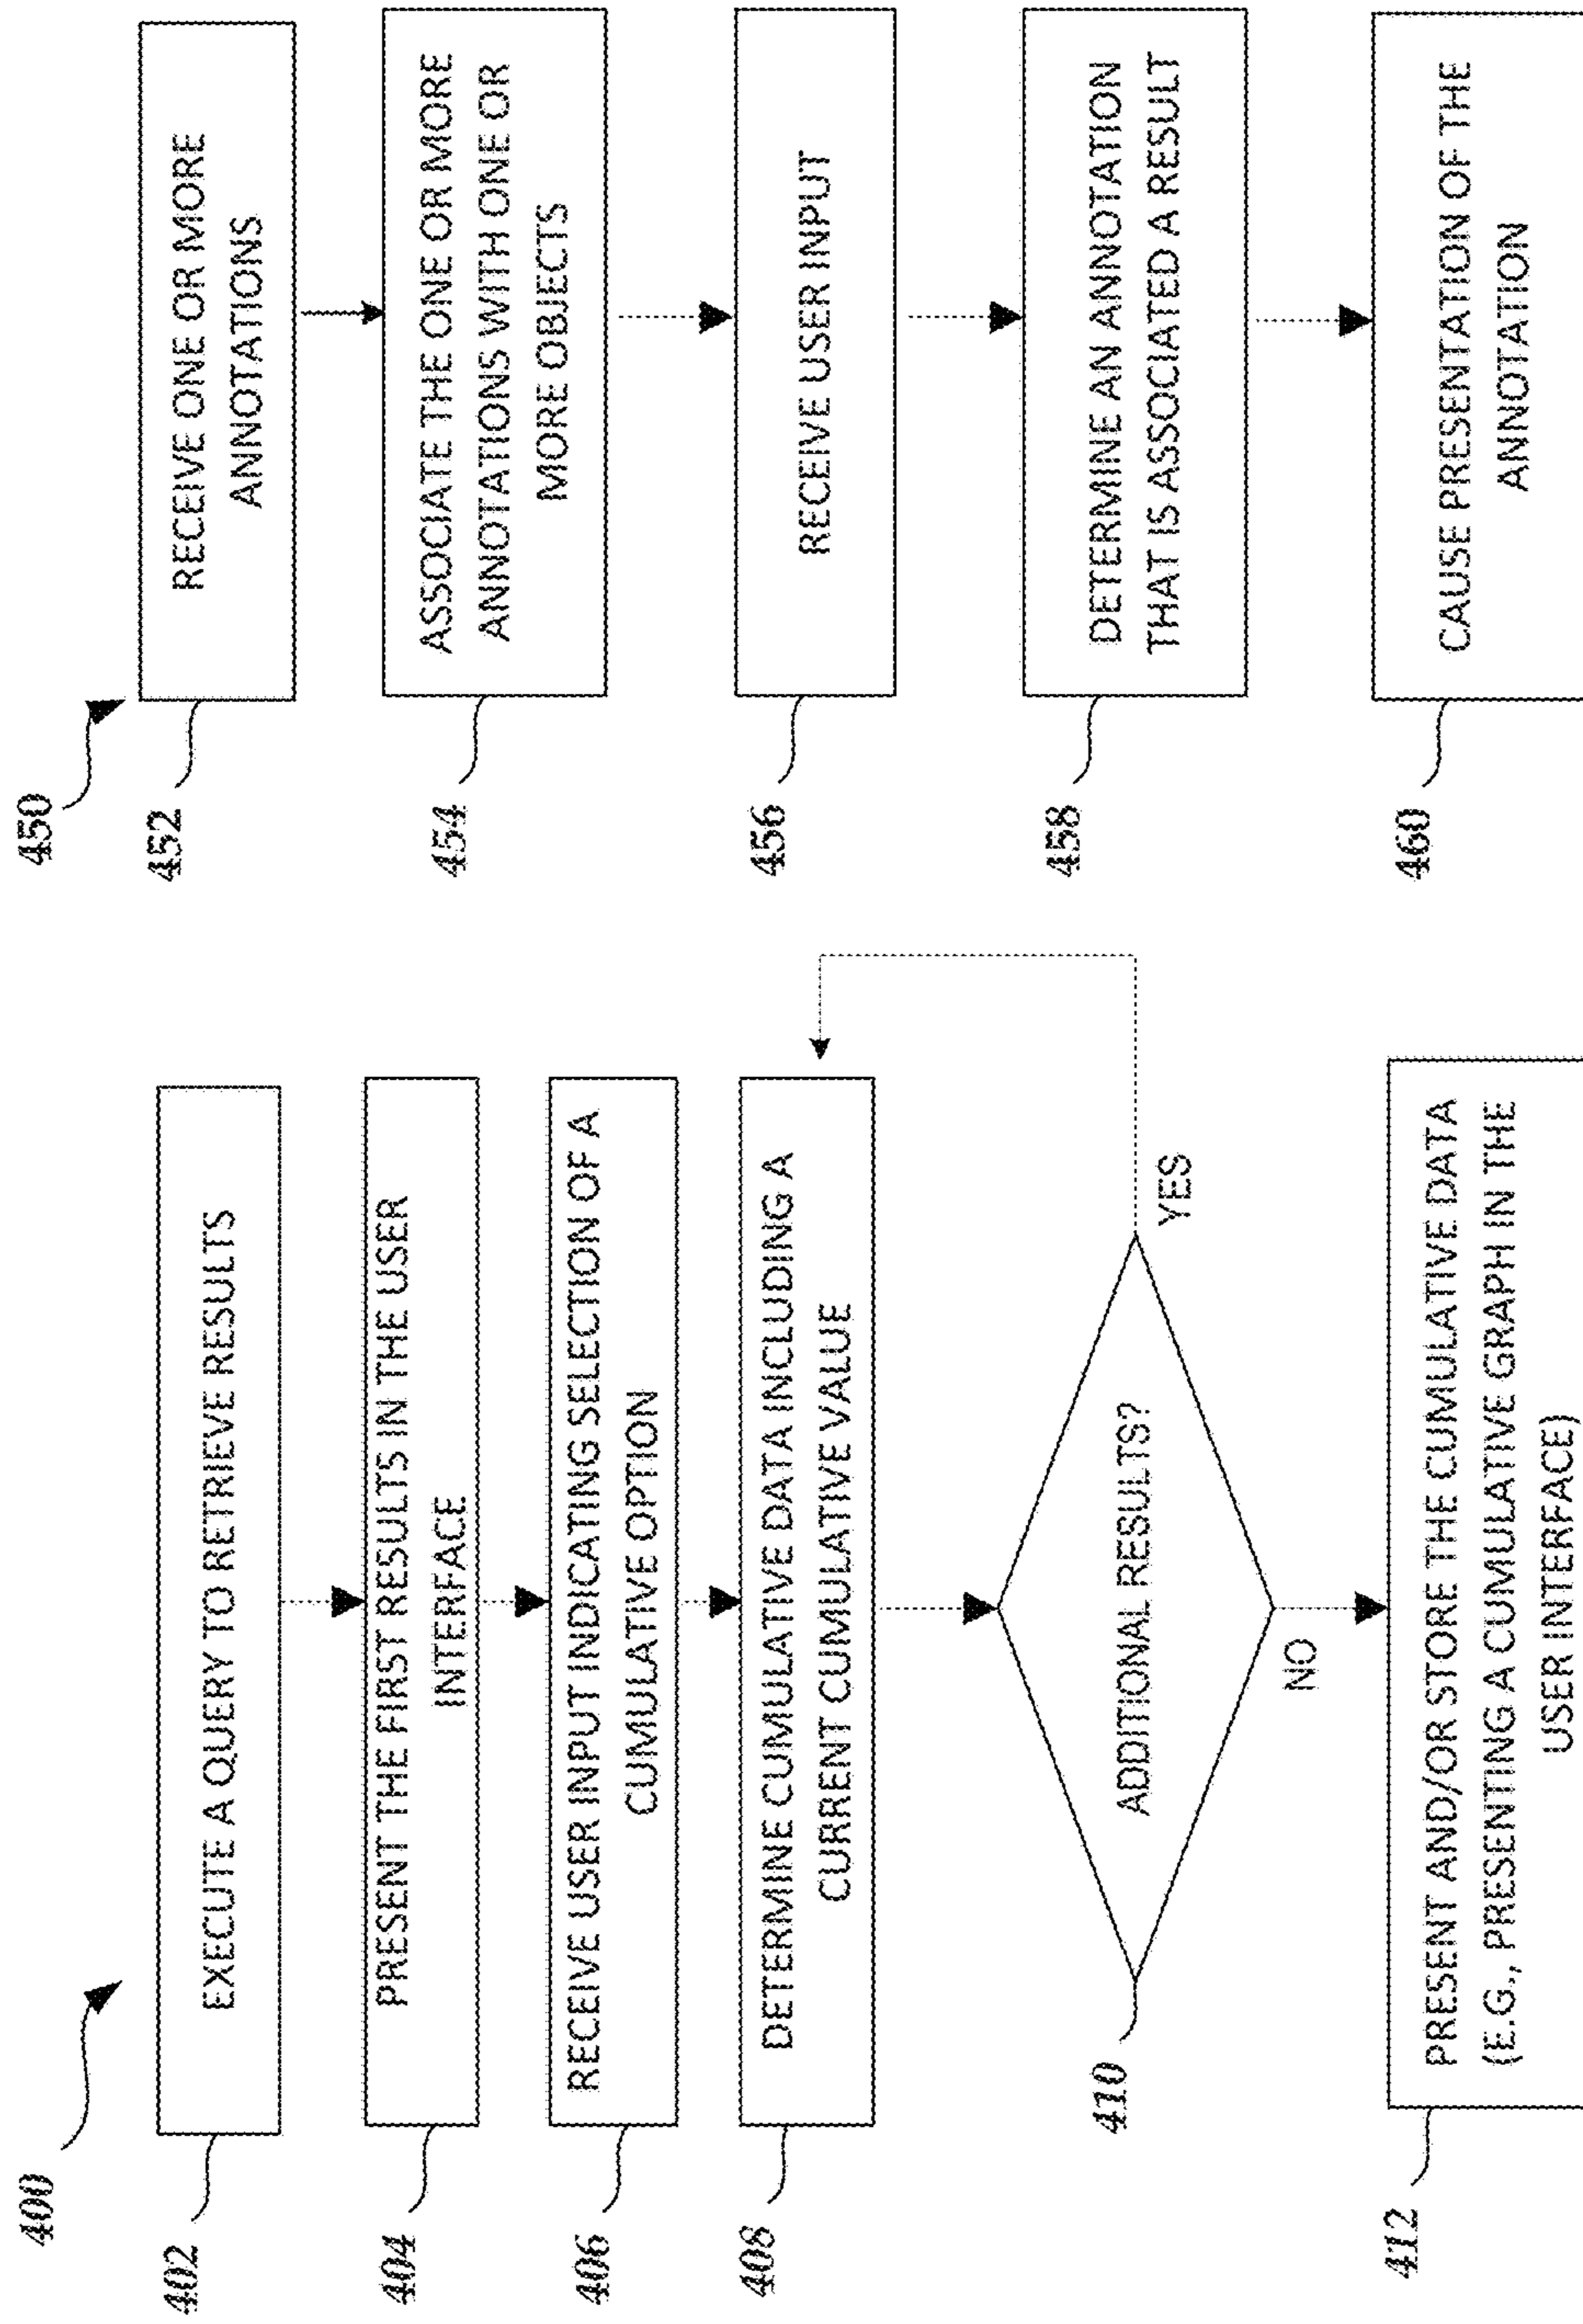 400
402
EXECUTE A QUERY TO RETRIEVE RESULTS
404
PRESENT THE FIRST RESULTS IN THE USER
INTERFACE
406
RECEIVE USER INPUT INDICATING SELECTION OF A
CUMULATIVE OPTION
408
DETERMINE CUMULATIVE DATA INCLUDING A
CURRENT CUMULATIVE VALUE
410
ADDITIONAL RESULTS?
YES
NO
412
PRESENT AND/OR STORE THE CUMULATIVE DATA
(E.G., PRESENTING A CUMULATIVE GRAPH IN THE
USER INTERFACE)
450
452
RECEIVE ONE OR MORE
ANNOTATIONS
454
ASSOCIATE THE ONE OR MORE
ANNOTATIONS WITH ONE OR
MORE OBJECTS
456
RECEIVE USER INPUT
458
DETERMINE AN ANNOTATION
THAT IS ASSOCIATED A RESULT
460
CAUSE PRESENTATION OF THE
ANNOTATION